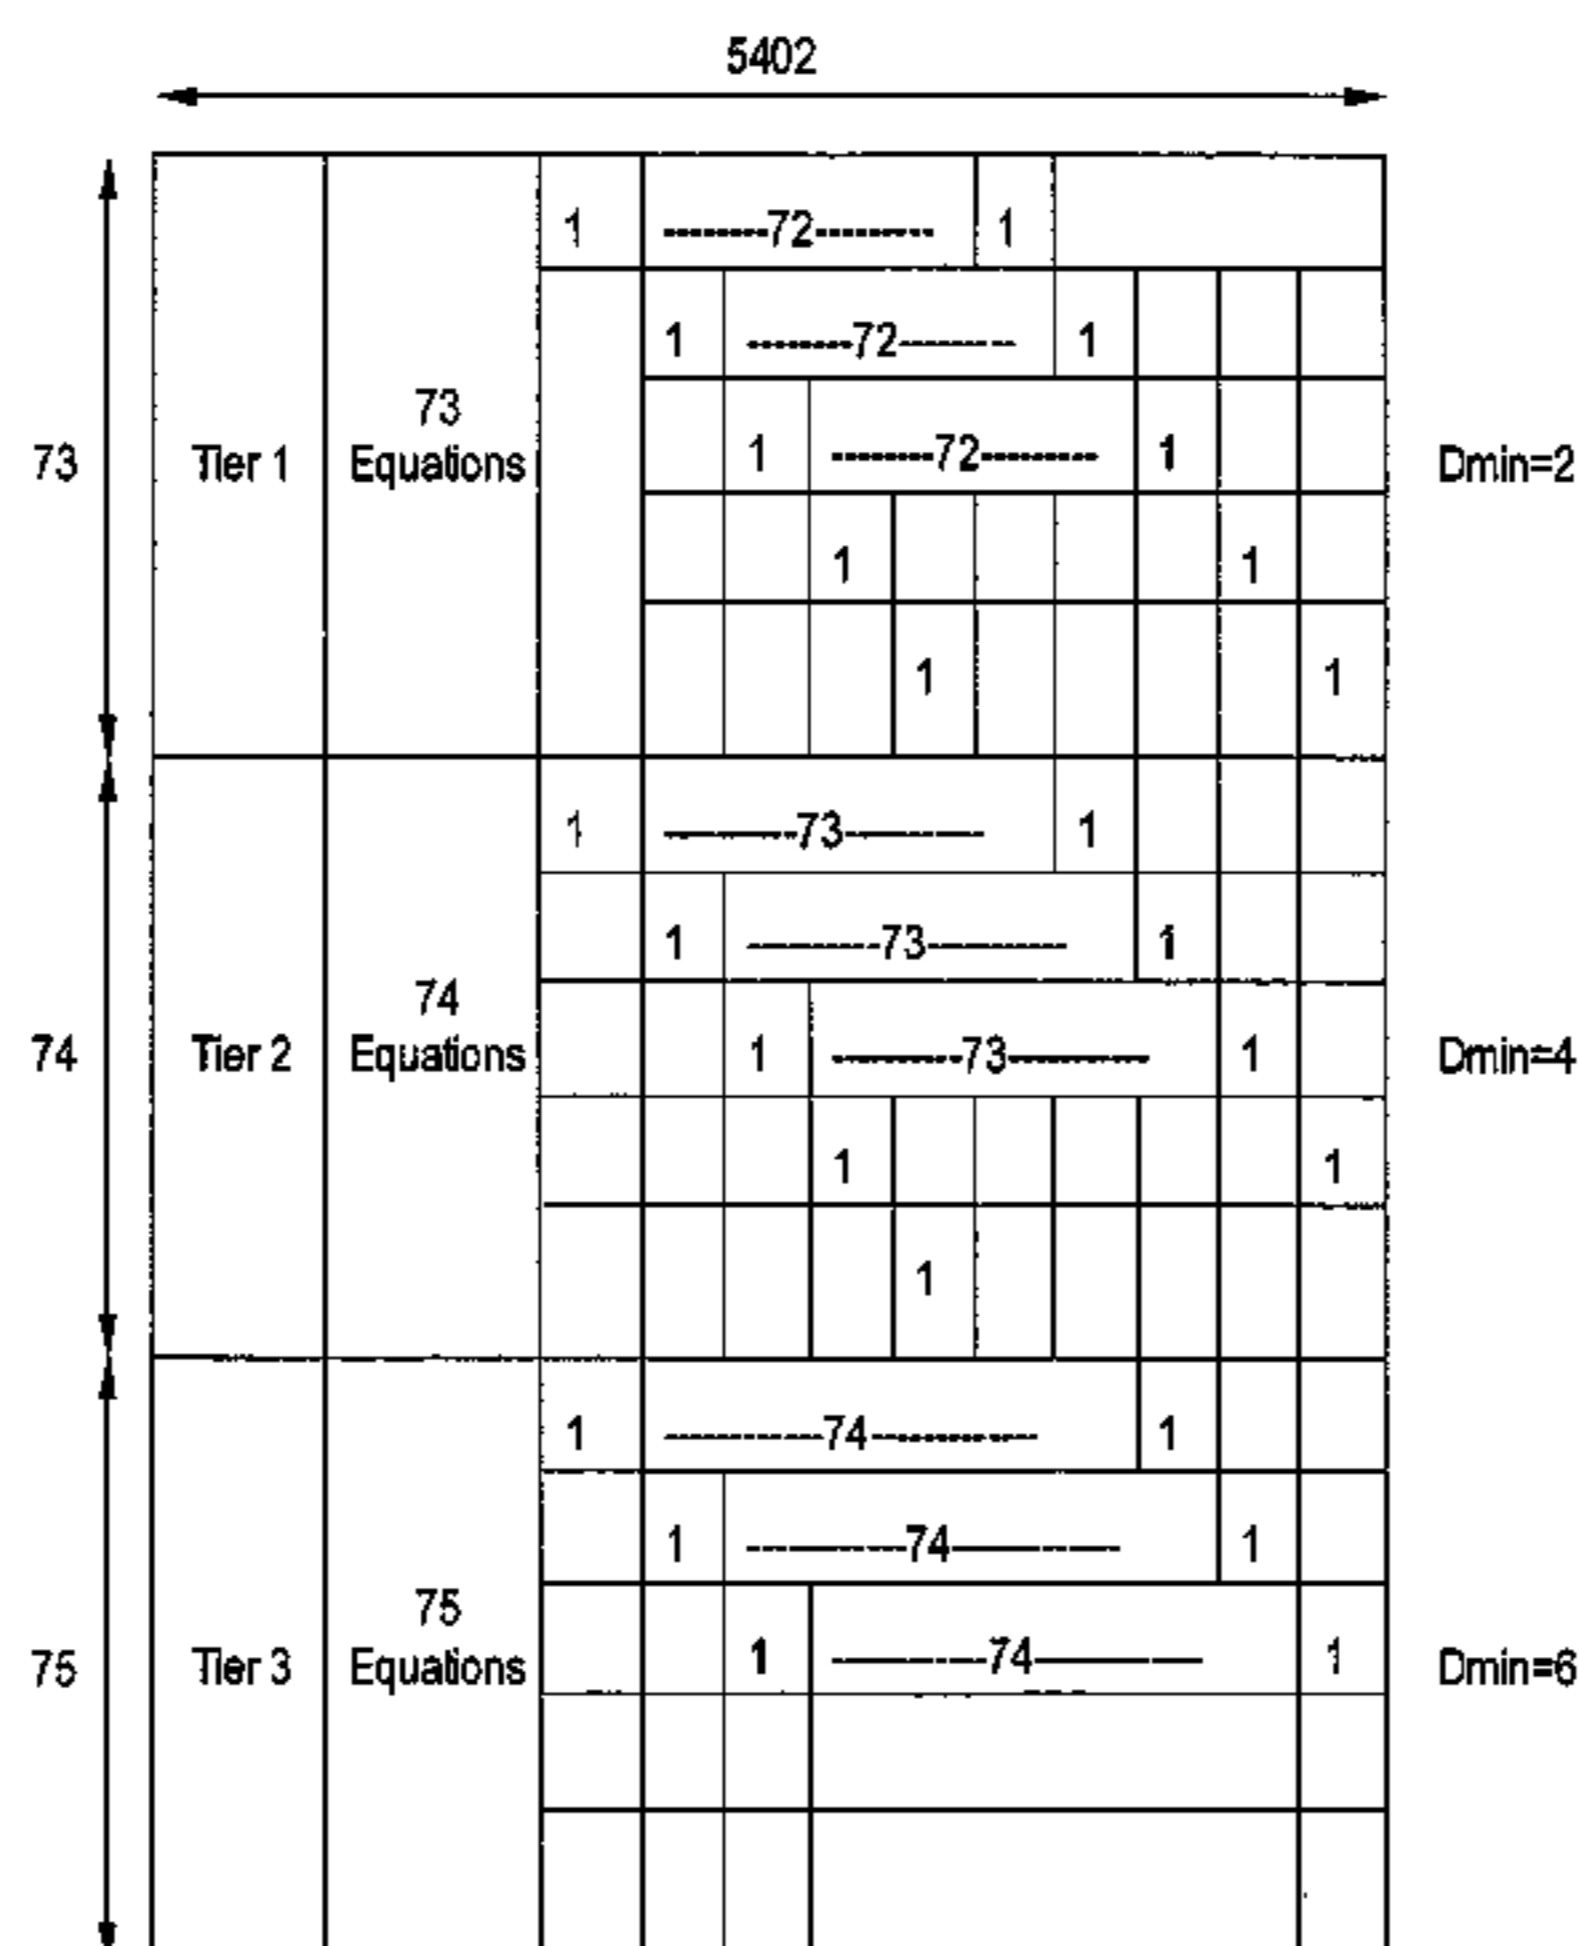 5402
1 --------72--------- 1
1 --------72--------- 1
73
73 Tier 1 Equations 1 --------72--------- 1 Dmin=2
1 1
1 1
1 ----------73---------- 1
1 ----------73---------- 1
74
74 Tier 2 Equations 1 ----------73---------- 1 Dmin=4
1 1
1
1 ------------74------------ 1
1 ------------74------------ 1
75
75 Tier 3 Equations 1 ------------74------------ 1 Dmin=6